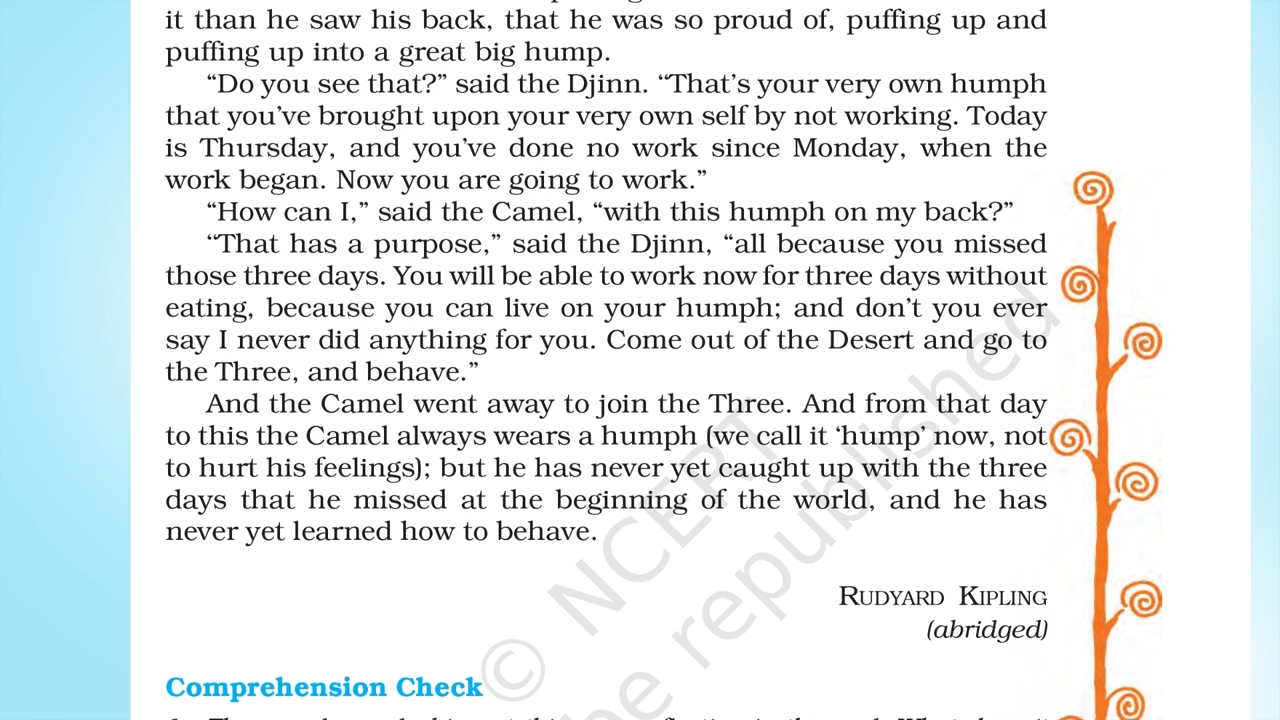 it than he saw his back, that he was so proud of, puffing up and
puffing up into a great big hump.
“Do you see that?” said the Djinn. “That’s your very own humph
that you’ve brought upon your very own self by not working. Today
is Thursday, and you’ve done no work since Monday, when the
work began. Now you are going to work.”
“How can I,” said the Camel, “with this humph on my back?”
“That has a purpose,” said the Djinn, “all because you missed
those three days. You will be able to work now for three days without
eating, because you can live on your humph; and don’t you ever
say I never did anything for you. Come out of the Desert and go to
the Three, and behave.”
And the Camel went away to join the Three. And from that day
to this the Camel always wears a humph (we call it ‘hump’ now, not
to hurt his feelings); but he has never yet caught up with the three
days that he missed at the beginning of the world, and he has
never yet learned how to behave.
RUDYARD KIPLING
(abridged)
© NCERT
be republished
Comprehension Check